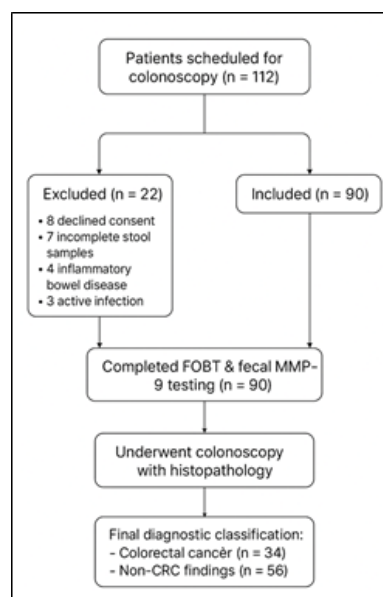 Patients scheduled for
colonoscopy (n = 112)
Excluded (n = 22)
• 8 declined consent
• 7 incomplete stool
samples
• 4 inflammatory
bowel disease
• 3 active infection
Included (n = 90)
Completed FOBT & fecal MMP-
9 testing (n = 90)
Underwent colonoscopy
with histopathology
Final diagnostic classification:
- Colorectal cancer (n = 34)
- Non-CRC findings (n = 56)